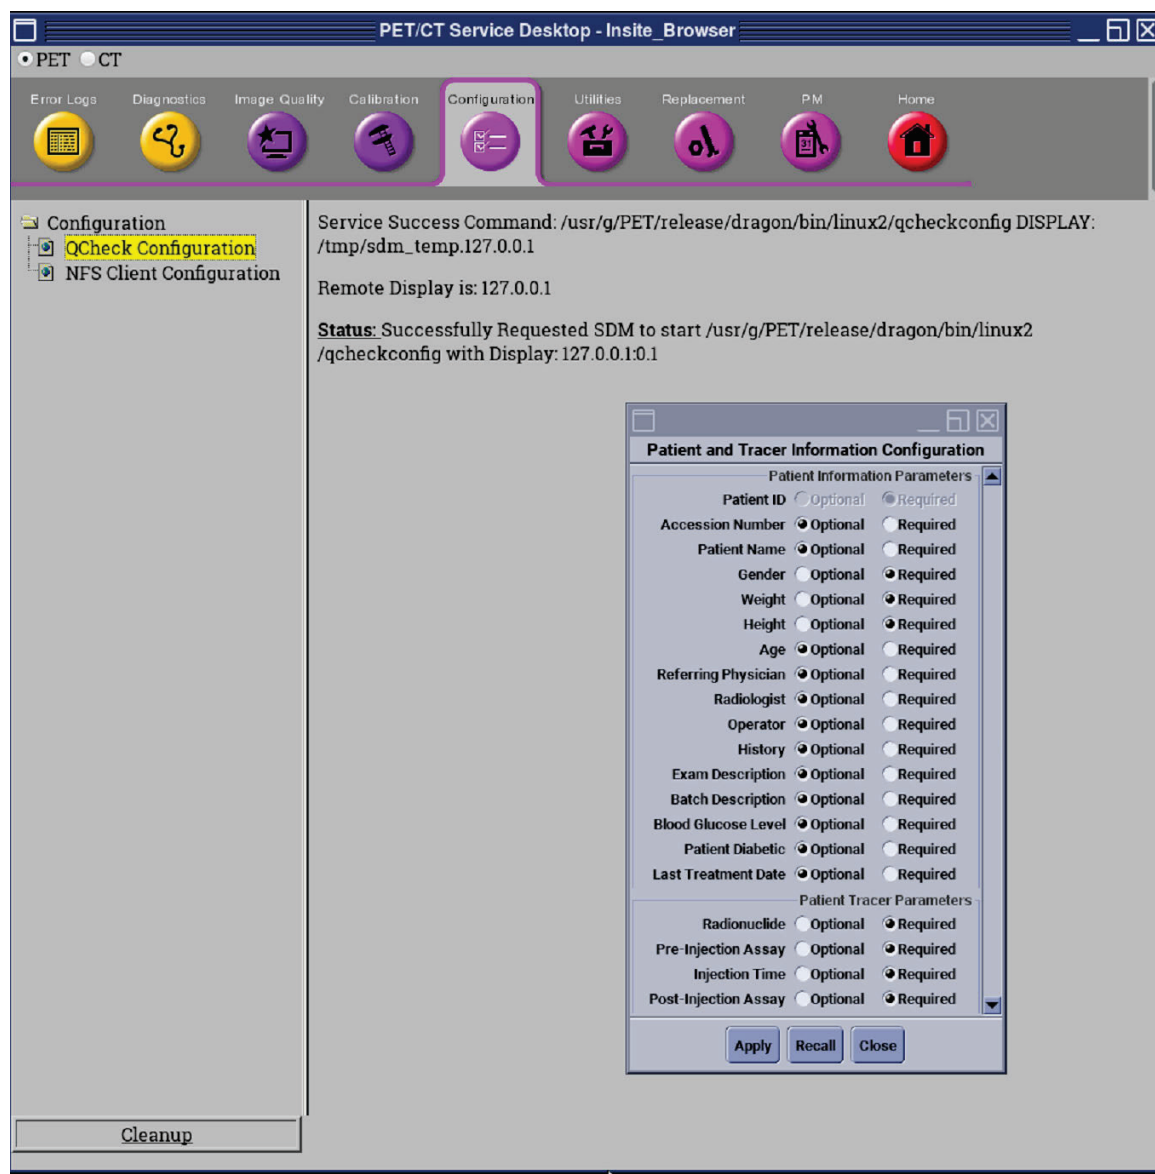 PET/CT Service Desktop - Insite_Browser
PET CT
Error Logs Diagnostics Image Quality Calibration Configuration Utilities Replacement PM Home
31
Configuration
QCheck Configuration
NFS Client Configuration
Service Success Command: /usr/g/PET/release/dragon/bin/linux2/qcheckconfig DISPLAY:
/tmp/sdm_temp.127.0.0.1
Remote Display is: 127.0.0.1
Status: Successfully Requested SDM to start /usr/g/PET/release/dragon/bin/linux2
/qcheckconfig with Display: 127.0.0.1:0.1
Patient and Tracer Information Configuration
Patient Information Parameters
Patient ID Optional Required
Accession Number Optional Required
Patient Name Optional Required
Gender Optional Required
Weight Optional Required
Height Optional Required
Age Optional Required
Referring Physician Optional Required
Radiologist Optional Required
Operator Optional Required
History Optional Required
Exam Description Optional Required
Batch Description Optional Required
Blood Glucose Level Optional Required
Patient Diabetic Optional Required
Last Treatment Date Optional Required
Patient Tracer Parameters
Radionuclide Optional Required
Pre-Injection Assay Optional Required
Injection Time Optional Required
Post-Injection Assay Optional Required
Apply Recall Close
Cleanup